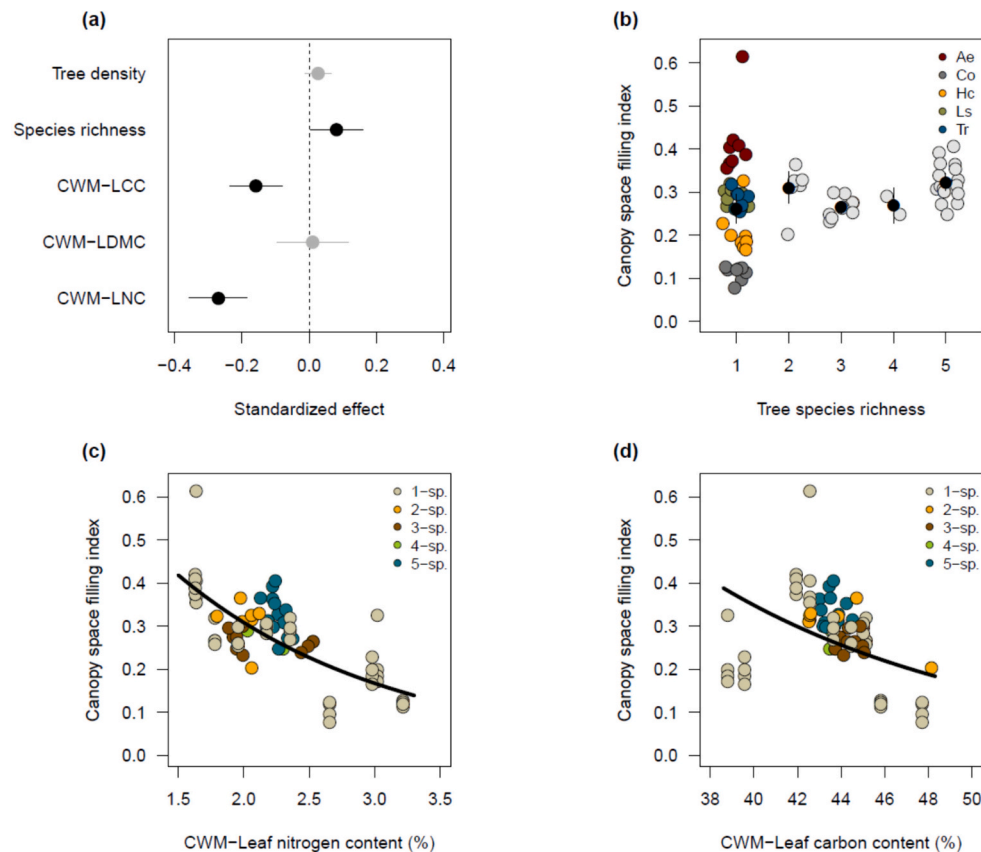 (a)
Tree density
Species richness
CWM-LCC
CWM-LDMC
CWM-LNC
−0.4 −0.2 0.0 0.2 0.4
Standardized effect
(b)
Canopy space filling index
0.6
0.5
0.4
0.3
0.2
0.1
0.0
Ae
Co
Hc
Ls
Tr
1 2 3 4 5
Tree species richness
(c)
Canopy space filling index
0.6
0.5
0.4
0.3
0.2
0.1
0.0
1−sp.
2−sp.
3−sp.
4−sp.
5−sp.
1.5 2.0 2.5 3.0 3.5
CWM−Leaf nitrogen content (%)
(d)
Canopy space filling index
0.6
0.5
0.4
0.3
0.2
0.1
0.0
1−sp.
2−sp.
3−sp.
4−sp.
5−sp.
38 40 42 44 46 48 50
CWM−Leaf carbon content (%)